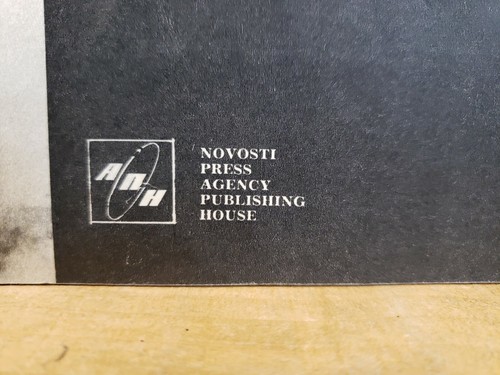 АПН
NOVOSTI
PRESS
AGENCY
PUBLISHING
HOUSE